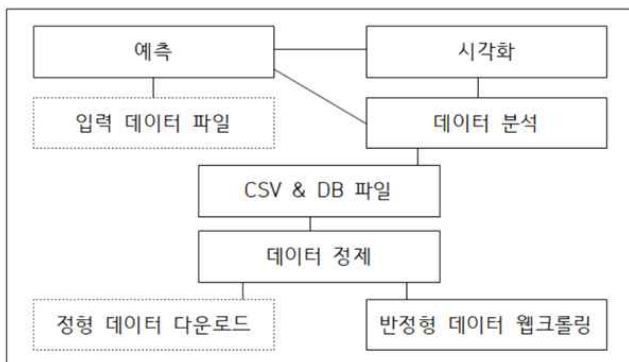 예측
시각화
입력 데이터 파일
데이터 분석
CSV & DB 파일
데이터 정제
정형 데이터 다운로드
반정형 데이터 웹크롤링